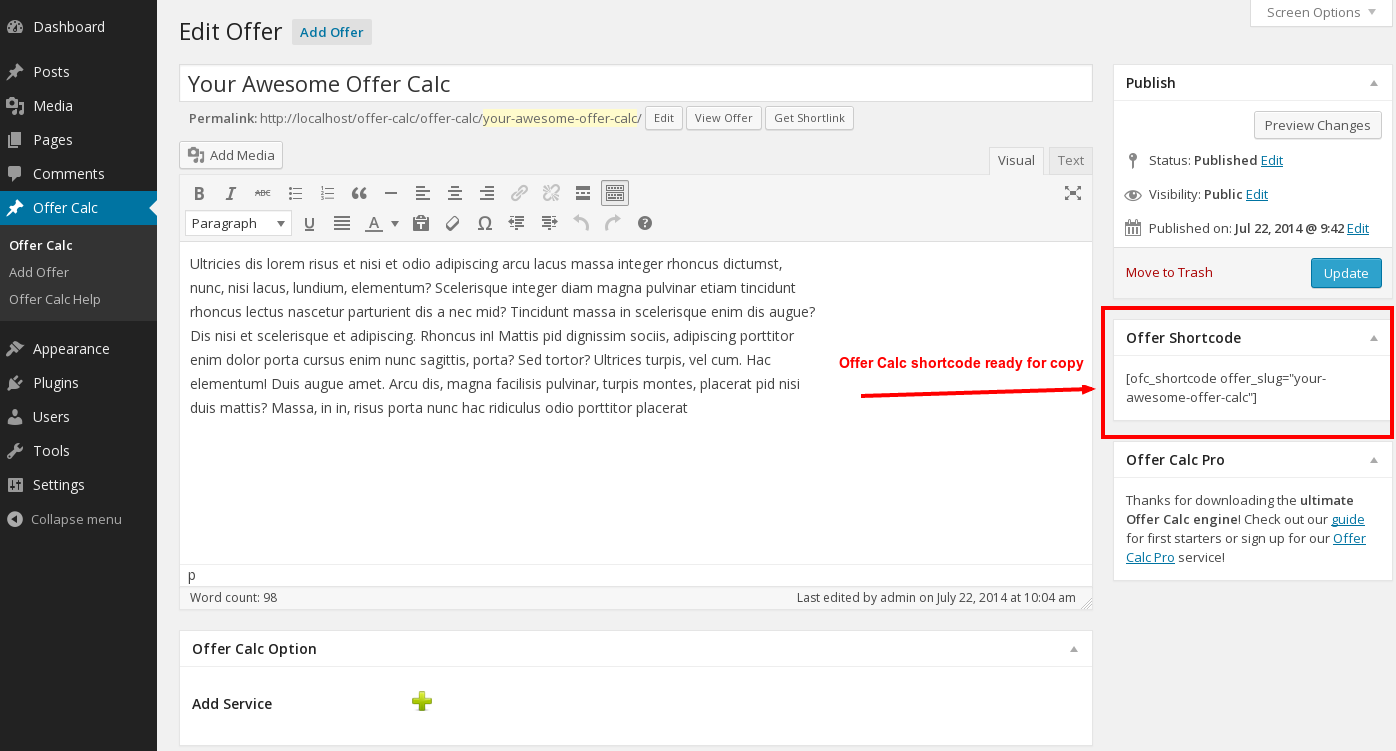 Screen Options
Dashboard
Posts
Media
Pages
Comments
Offer Calc
Offer Calc
Add Offer
Offer Calc Help
Appearance
Plugins
Users
Tools
Settings
Collapse menu
Edit Offer Add Offer
Your Awesome Offer Calc
Permalink: http://localhost/offer-calc/offer-calc/your-awesome-offer-calc/ Edit View Offer Get Shortlink
Add Media
Visual Text
B I ABC
Paragraph U A Ω ?
Ultricies dis lorem risus et nisi et odio adipiscing arcu lacus massa integer rhoncus dictumst,
nunc, nisi lacus, lundium, elementum? Scelerisque integer diam magna pulvinar etiam tincidunt
rhoncus lectus nascetur parturient dis a nec mid? Tincidunt massa in scelerisque enim dis augue?
Dis nisi et scelerisque et adipiscing. Rhoncus in! Mattis pid dignissim sociis, adipiscing porttitor
enim dolor porta cursus enim nunc sagittis, porta? Sed tortor? Ultrices turpis, vel cum. Hac
elementum! Duis augue amet. Arcu dis, magna facilisis pulvinar, turpis montes, placerat pid nisi
duis mattis? Massa, in in, risus porta nunc hac ridiculus odio porttitor placerat
p
Word count: 98 Last edited by admin on July 22, 2014 at 10:04 am
Offer Calc shortcode ready for copy
Offer Calc Option
Add Service
Publish
Preview Changes
Status: Published Edit
Visibility: Public Edit
Published on: Jul 22, 2014 @ 9:42 Edit
Move to Trash Update
Offer Shortcode
[ofc_shortcode offer_slug="your-
awesome-offer-calc"]
Offer Calc Pro
Thanks for downloading the ultimate
Offer Calc engine! Check out our guide
for first starters or sign up for our Offer
Calc Pro service!